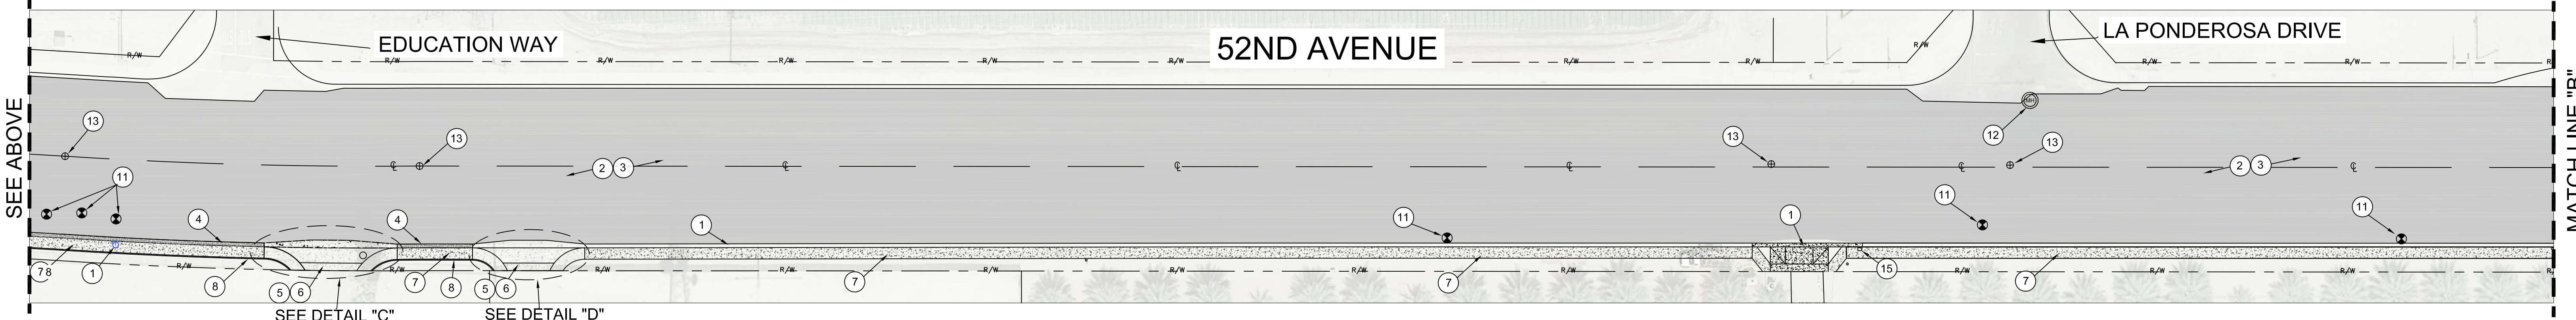 EDUCATION WAY
52ND AVENUE
LA PONDEROSA DRIVE
R/W
R/W R/W R/W R/W R/W R/W R/W
R/W
R/W R/W R
SEE ABOVE
MATCH LINE "B"
MH
13
13
2 3
13
12
13
2 3
℄ ℄ ℄ ℄ ℄ ℄
11
11
11
11
4
4
1
1
7 8
1
R/W
8
5 6
R/W
7
8
5 6
R/W R/W R/W R/W R/W R/W
7
7
15
R/W R/W R/W R
7
SEE DETAIL "C"
SEE DETAIL "D"